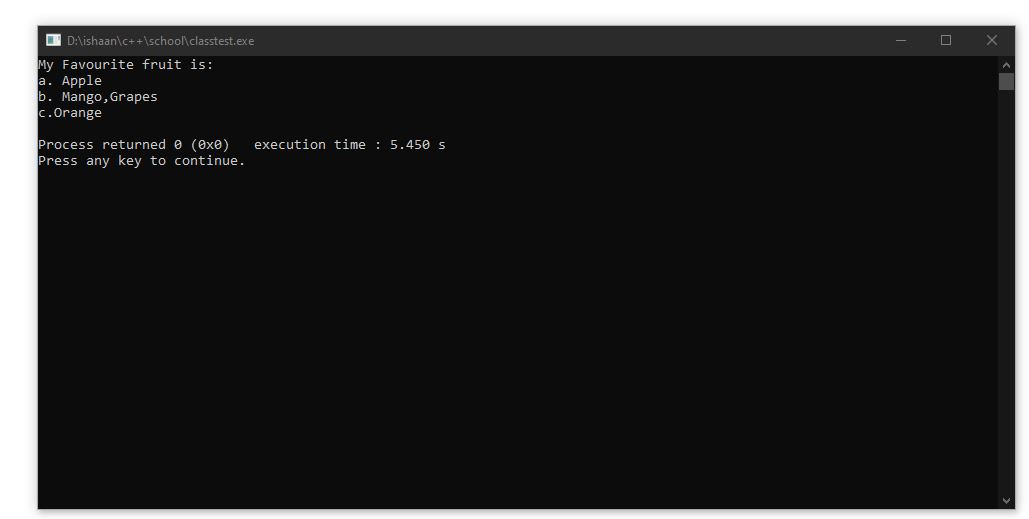 D:\ishaan\c++\school\classtest.exe
My Favourite fruit is:
a. Apple
b. Mango,Grapes
c.Orange
Process returned 0 (0x0)   execution time : 5.450 s
Press any key to continue.